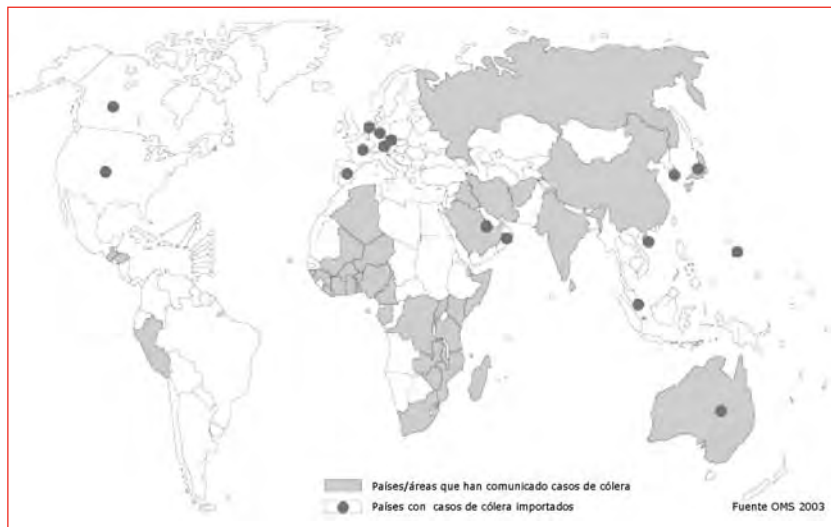 Países/áreas que han comunicado casos de cólera
Países con casos de cólera importados
Fuente OMS 2003